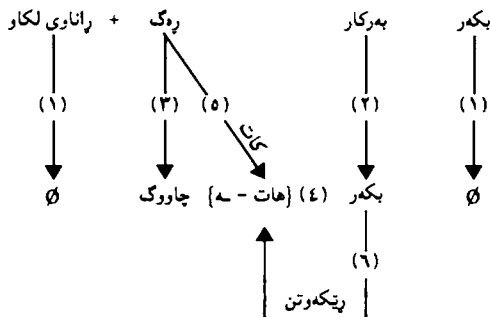 بکەر بەرکار ڕەگ + ڕاناوی لکاو
(١) (٢) (٥) (٣) (١)
کات
Ø بکەر (٤) {هات - ـە} چاووگ Ø
(٦)
ڕێکەوتن